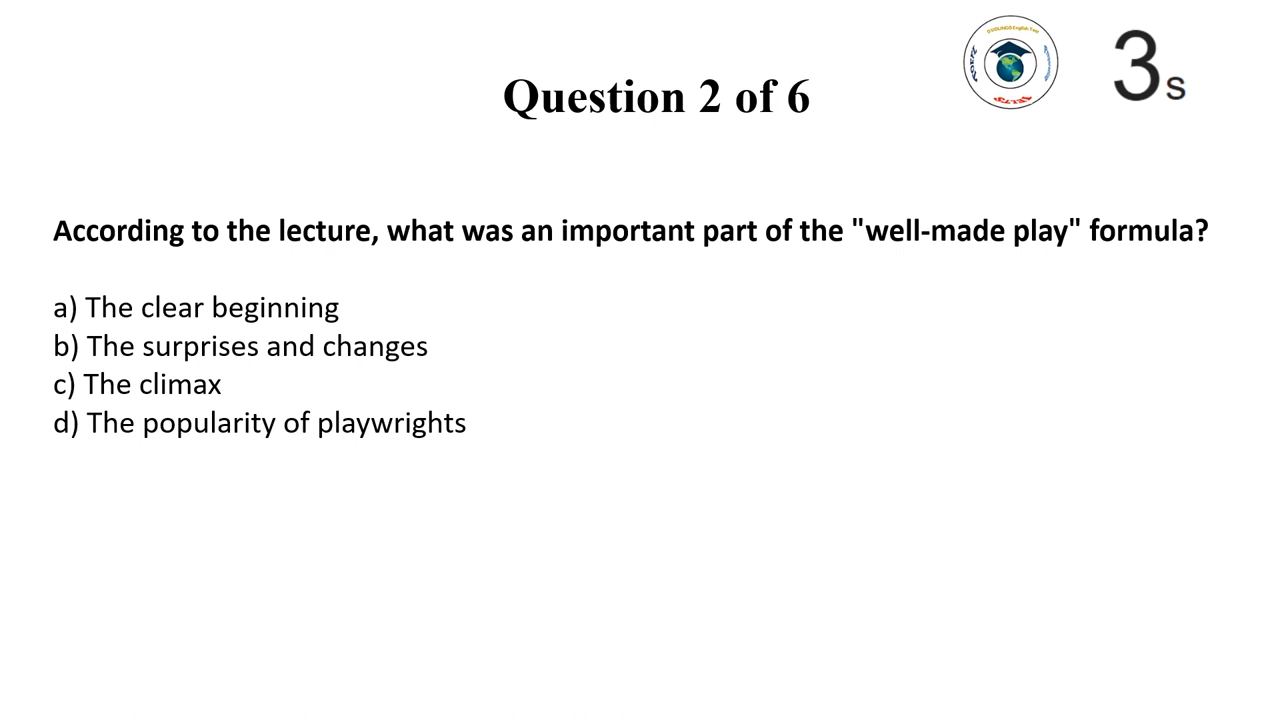 Question 2 of 6
3s
According to the lecture, what was an important part of the "well-made play" formula?
a) The clear beginning
b) The surprises and changes
c) The climax
d) The popularity of playwrights